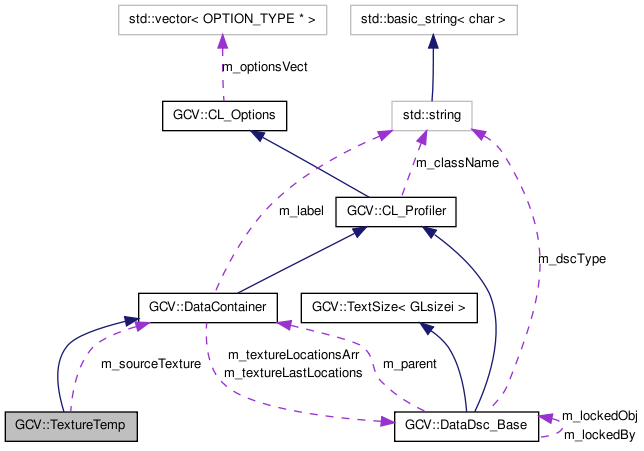 std::vector< OPTION_TYPE * >
std::basic_string< char >
m_optionsVect
GCV::CL_Options
std::string
m_className
m_label
GCV::CL_Profiler
m_dscType
GCV::DataContainer
GCV::TextSize< GLsizei >
m_sourceTexture
m_textureLocationsArr
m_textureLastLocations
m_parent
GCV::TextureTemp
GCV::DataDsc_Base
m_lockedObj
m_lockedBy